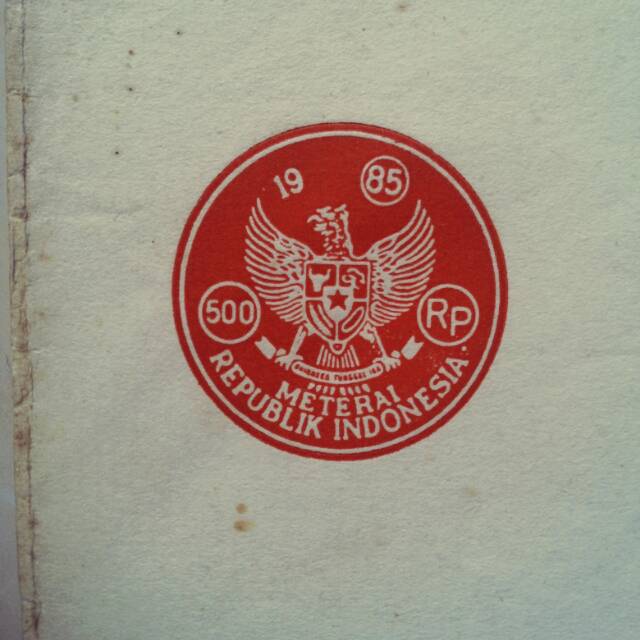 19 85
500 RP
BHINNEKA TUNGGAL IKA
METERAI
REPUBLIK INDONESIA